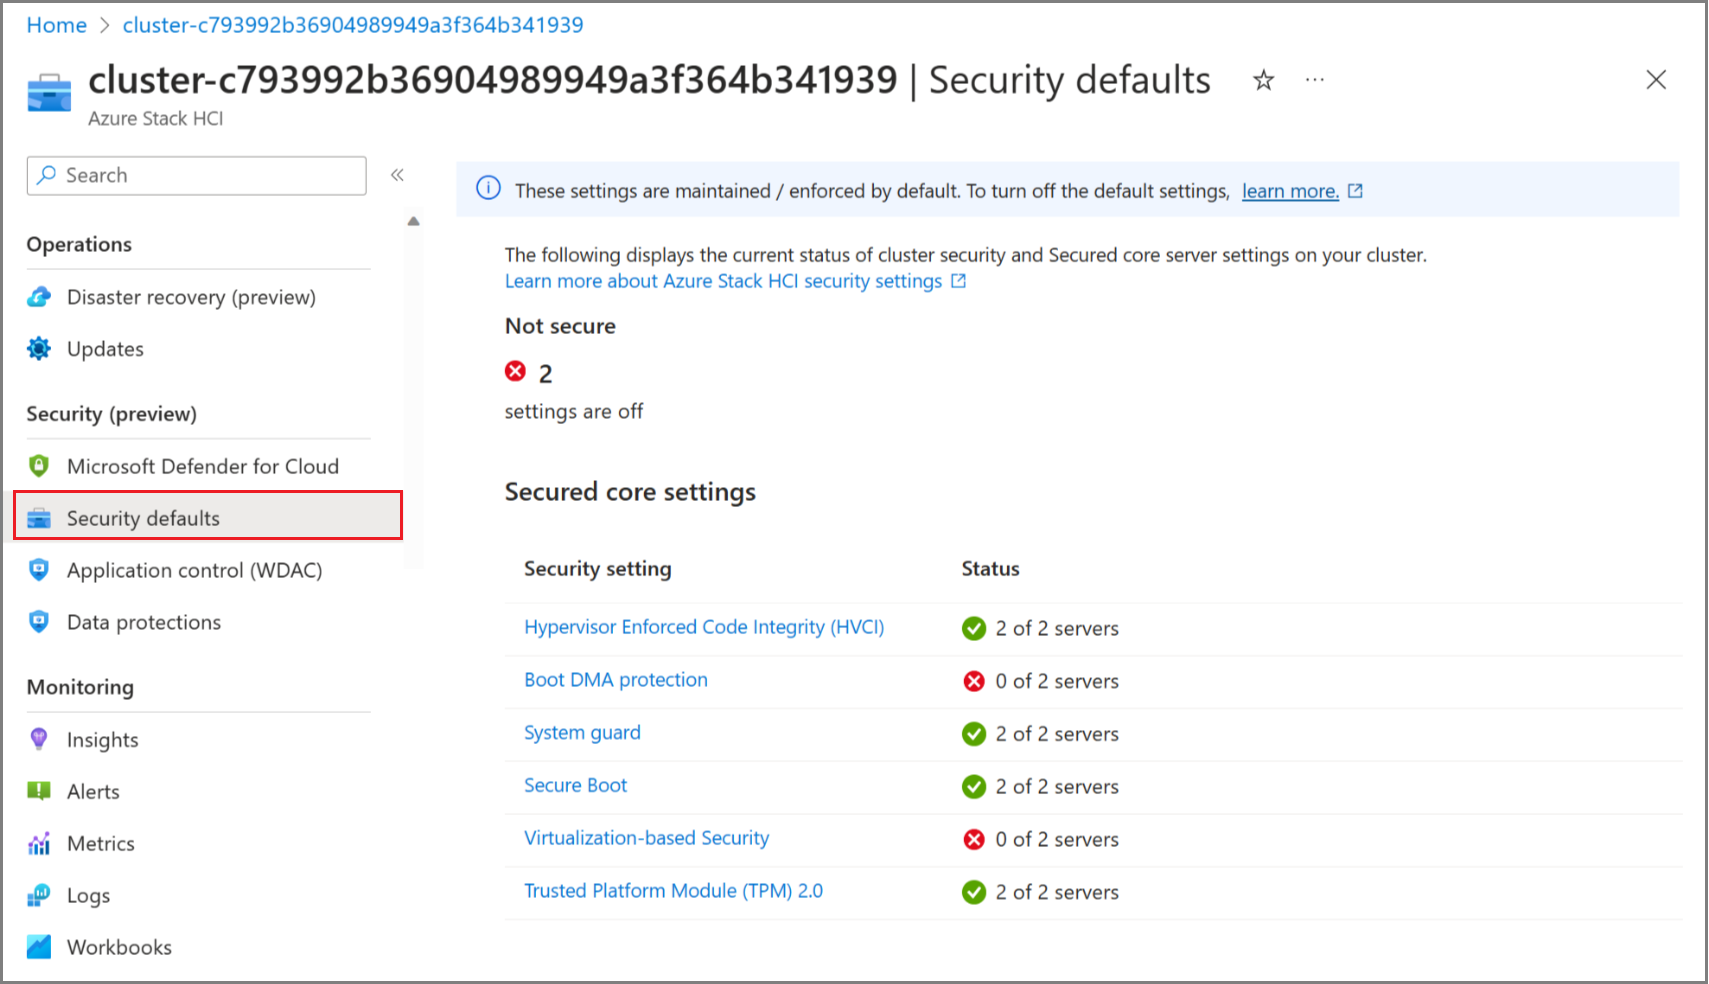 Home > cluster-c793992b36904989949a3f364b341939
cluster-c793992b36904989949a3f364b341939 | Security defaults
Azure Stack HCI
Search
Operations
Disaster recovery (preview)
Updates
Security (preview)
Microsoft Defender for Cloud
Security defaults
Application control (WDAC)
Data protections
Monitoring
Insights
Alerts
Metrics
Logs
Workbooks
These settings are maintained / enforced by default. To turn off the default settings, learn more.
The following displays the current status of cluster security and Secured core server settings on your cluster.
Learn more about Azure Stack HCI security settings
Not secure
2
settings are off
Secured core settings
Security setting Status
Hypervisor Enforced Code Integrity (HVCI) 2 of 2 servers
Boot DMA protection 0 of 2 servers
System guard 2 of 2 servers
Secure Boot 2 of 2 servers
Virtualization-based Security 0 of 2 servers
Trusted Platform Module (TPM) 2.0 2 of 2 servers